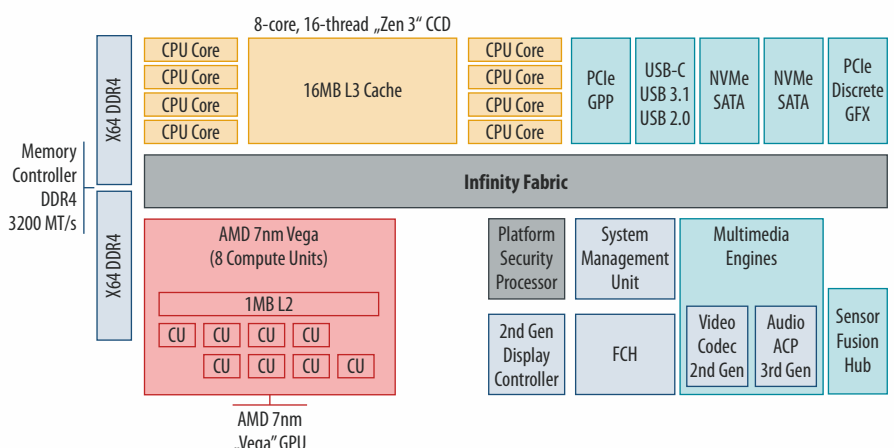 8-core, 16-thread „Zen 3“ CCD
X64 DDR4
CPU Core
CPU Core
CPU Core
CPU Core
16MB L3 Cache
CPU Core
CPU Core
CPU Core
CPU Core
PCIe
GPP
USB-C
USB 3.1
USB 2.0
NVMe
SATA
NVMe
SATA
PCIe
Discrete
GFX
Memory
Controller
DDR4
3200 MT/s
Infinity Fabric
X64 DDR4
AMD 7nm Vega
(8 Compute Units)
1MB L2
CU CU CU CU
CU CU CU CU
Platform
Security
Processor
System
Management
Unit
Multimedia
Engines
2nd Gen
Display
Controller
FCH
Video
Codec
2nd Gen
Audio
ACP
3rd Gen
Sensor
Fusion
Hub
AMD 7nm
„Vega“ GPU